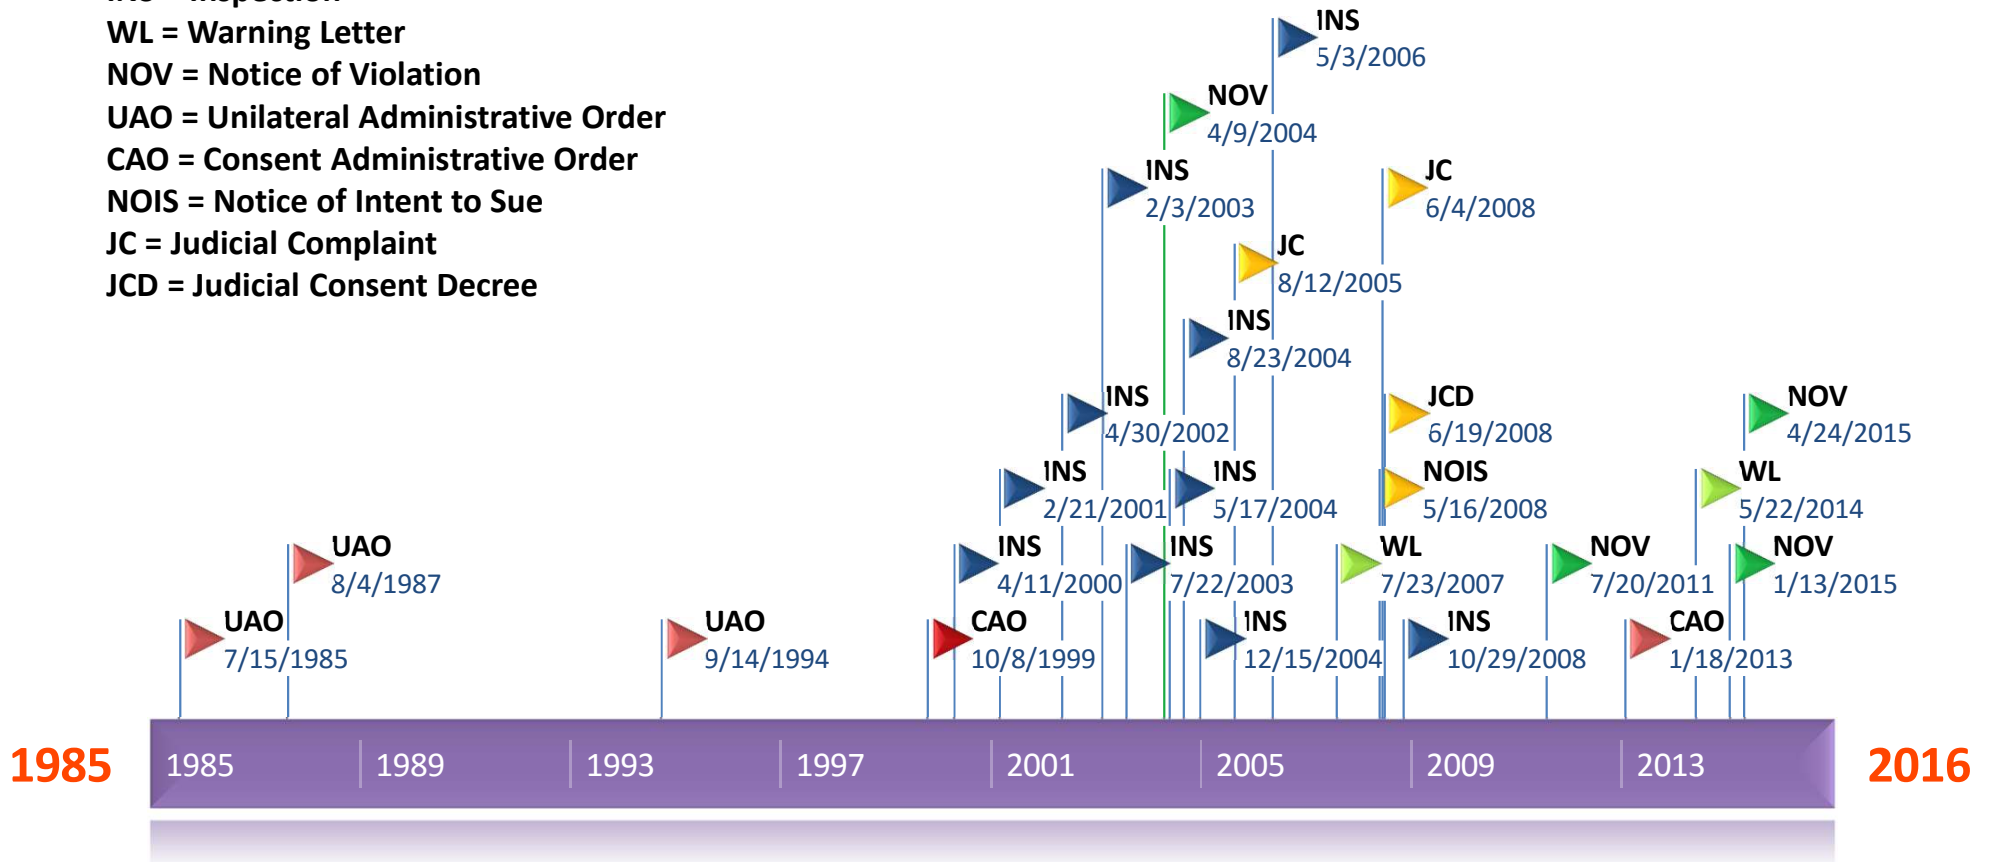 INS = Inspection
WL = Warning Letter
NOV = Notice of Violation
UAO = Unilateral Administrative Order
CAO = Consent Administrative Order
NOIS = Notice of Intent to Sue
JC = Judicial Complaint
JCD = Judicial Consent Decree
INS
5/3/2006
NOV
4/9/2004
INS
2/3/2003
JC
6/4/2008
JC
8/12/2005
INS
8/23/2004
INS
4/30/2002
JCD
6/19/2008
NOV
4/24/2015
INS
2/21/2001
INS
5/17/2004
NOIS
5/16/2008
WL
5/22/2014
UAO
8/4/1987
INS
4/11/2000
INS
7/22/2003
WL
7/23/2007
NOV
7/20/2011
NOV
1/13/2015
UAO
7/15/1985
UAO
9/14/1994
CAO
10/8/1999
INS
12/15/2004
INS
10/29/2008
CAO
1/18/2013
1985
1985 1989 1993 1997 2001 2005 2009 2013
2016